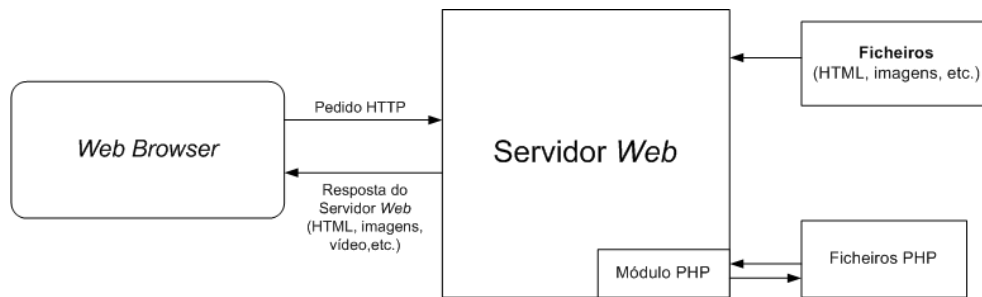 Web Browser
Pedido HTTP
Resposta do
Servidor Web
(HTML, imagens,
vídeo,etc.)
Servidor Web
Módulo PHP
Ficheiros
(HTML, imagens, etc.)
Ficheiros PHP